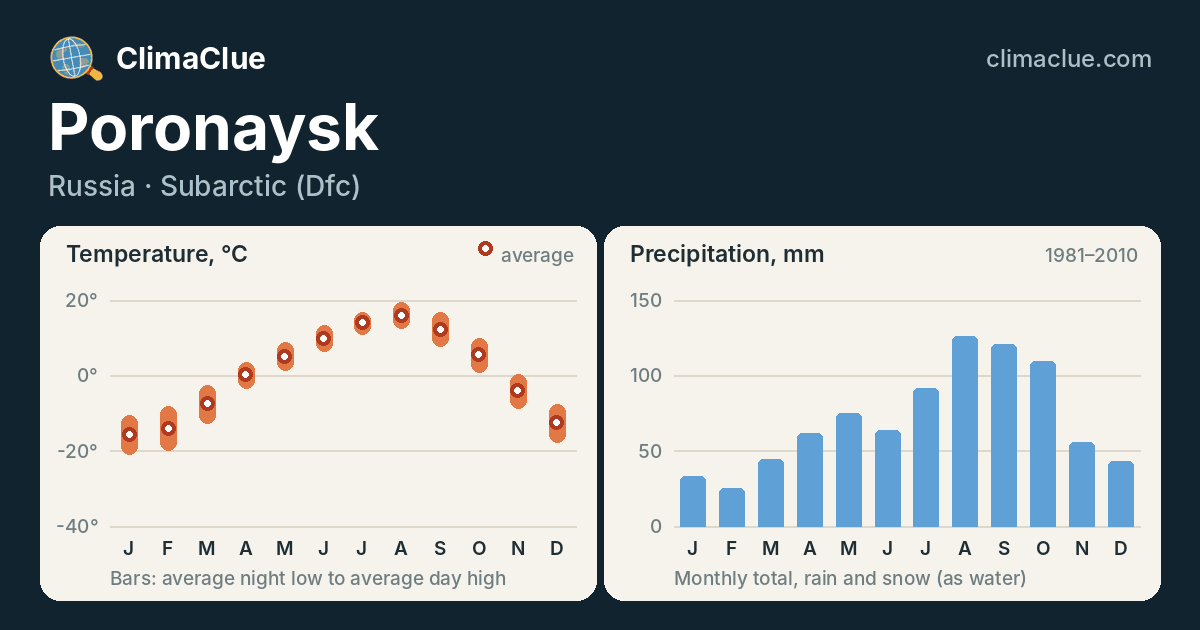 ClimaClue
climaclue.com
Poronaysk
Russia · Subarctic (Dfc)
Temperature, °C
average
20°
0°
-20°
-40°
J F M A M J J A S O N D
Bars: average night low to average day high
Precipitation, mm
1981–2010
150
100
50
0
J F M A M J J A S O N D
Monthly total, rain and snow (as water)